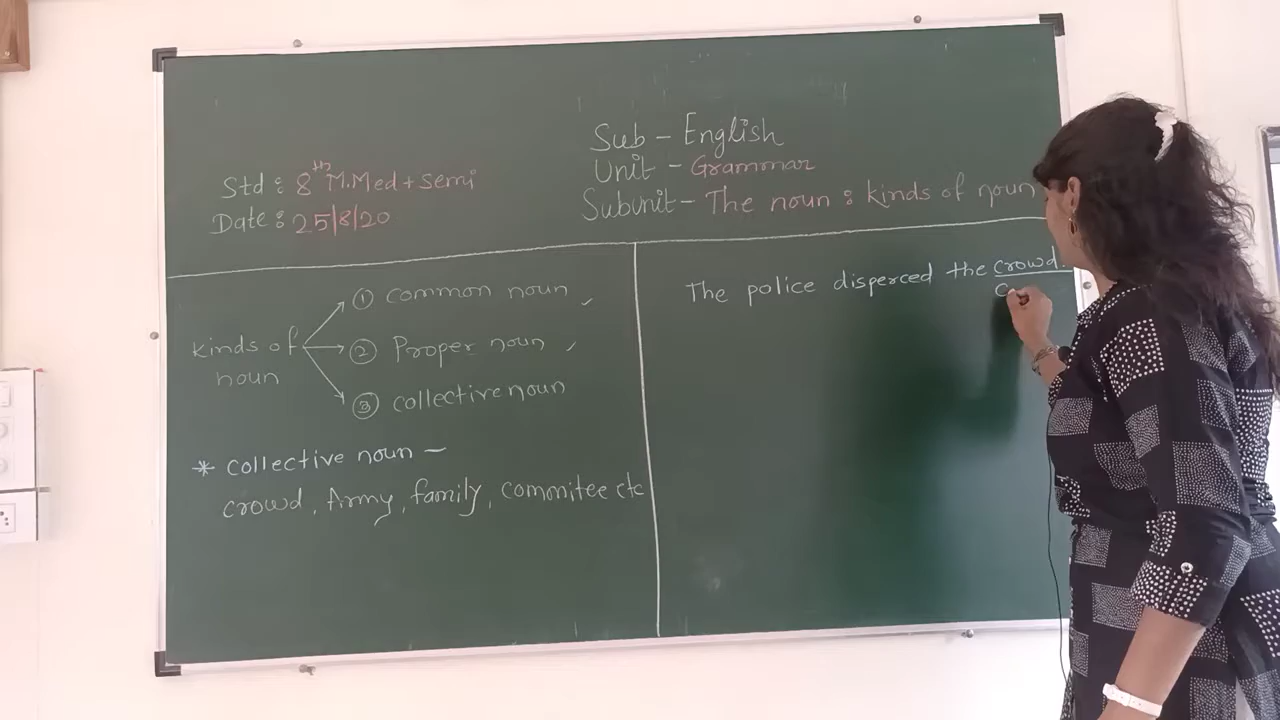 Sub - English
Unit - Grammar
Subunit - The noun : kinds of noun
Std : 8th M.Med + Semi
Date : 25/8/20
kinds of noun
① common noun
② Proper noun
③ collective noun
* collective noun -
crowd, Army, family, commitee etc
The police disperced the crowd.
c